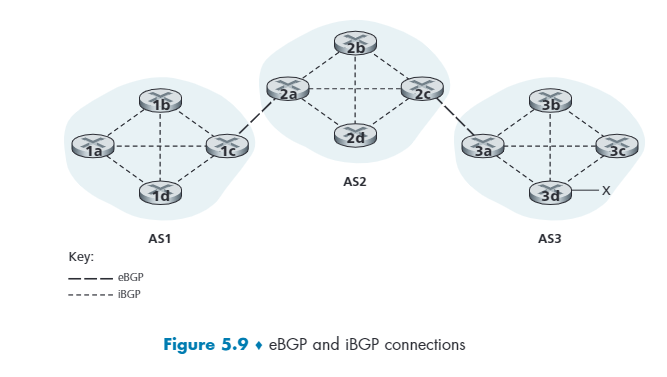 2b
2a
2c
2d
AS2
1b
1a
1c
1d
AS1
3b
3a
3c
3d
X
AS3
Key:
eBGP
iBGP
Figure 5.9 ♦ eBGP and iBGP connections